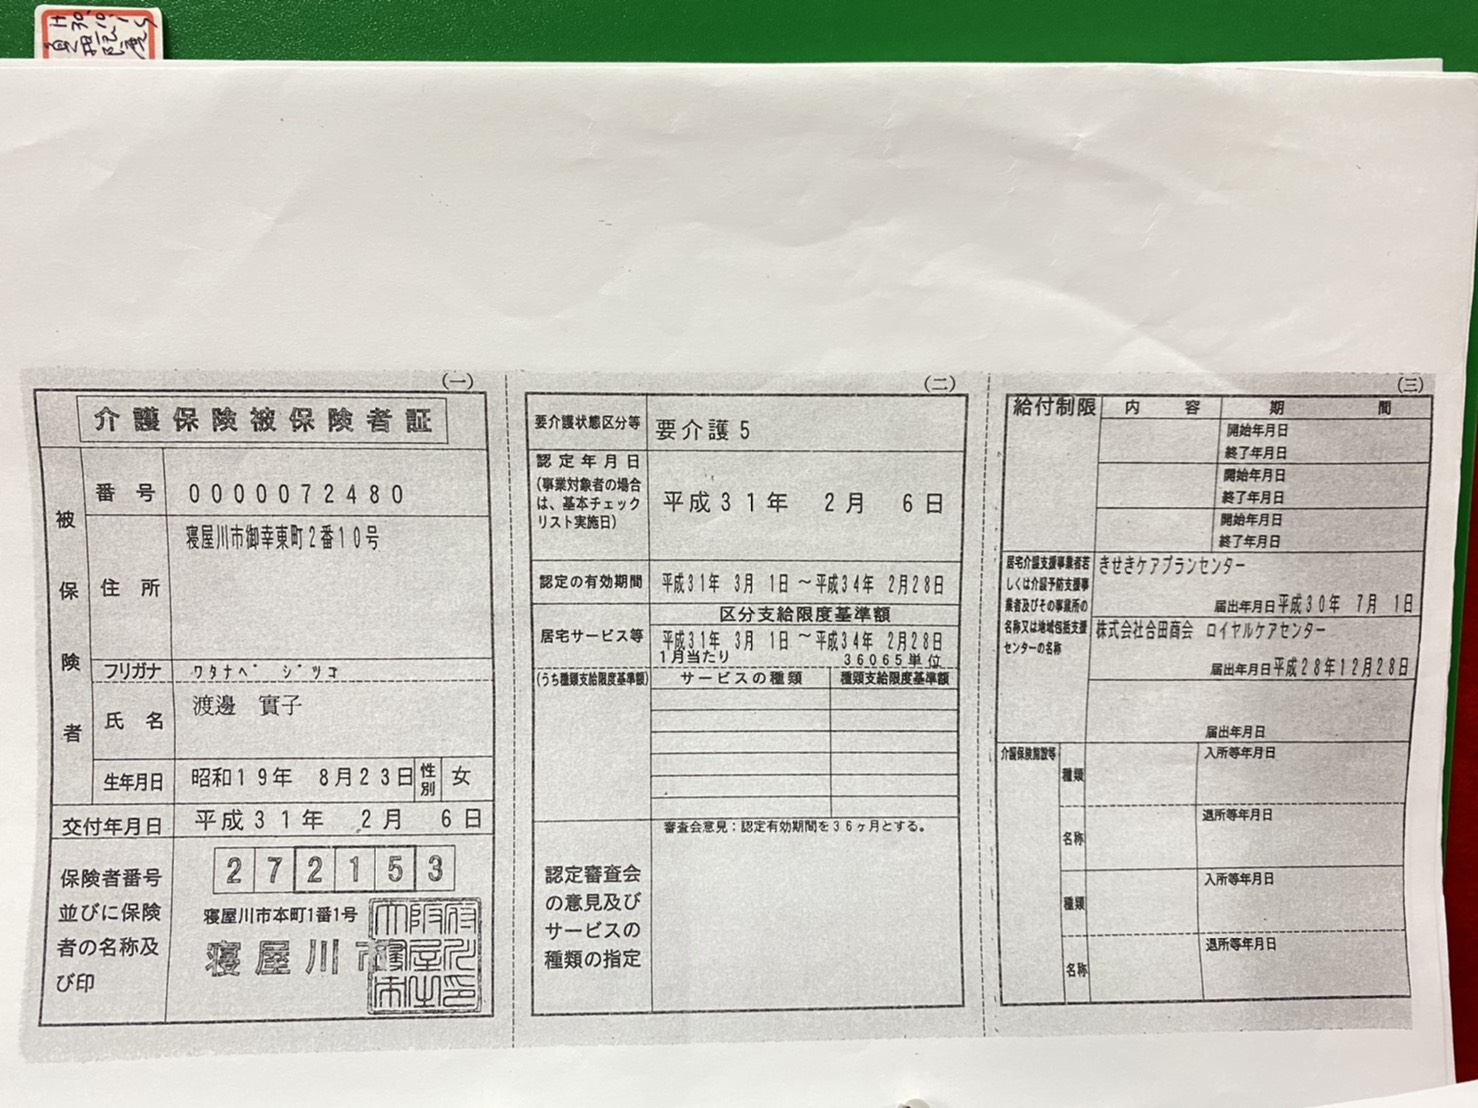 (一)
介護保険被保険者証
被保険者
番号 0000072480
住所 寝屋川市御幸東町2番10号
フリガナ ワタナベ ジツコ
氏名 渡邊 實子
生年月日 昭和19年 8月23日 性別 女
交付年月日 平成31年 2月 6日
保険者番号並びに保険者の名称及び印
272153
寝屋川市本町1番1号
寝屋川市
(二)
要介護状態区分等 要介護5
認定年月日
(事業対象者の場合は、基本チェックリスト実施日)
平成31年 2月 6日
認定の有効期間 平成31年 3月 1日 ～平成34年 2月28日
居宅サービス等
区分支給限度基準額
平成31年 3月 1日 ～平成34年 2月28日
1月当たり 36065単位
(うち種類支給限度基準額)
サービスの種類 種類支給限度基準額
認定審査会の意見及びサービスの種類の指定
審査会意見：認定有効期間を36ヶ月とする。
(三)
給付制限 内容 期間
開始年月日
終了年月日
開始年月日
終了年月日
開始年月日
終了年月日
居宅介護支援事業者若しくは介護予防支援事業者及びその事業所の名称又は地域包括支援センターの名称
きせきケアプランセンター
届出年月日平成30年 7月 1日
株式会社合田商会 ロイヤルケアセンター
届出年月日平成28年12月28日
届出年月日
介護保険施設等
種類
入所等年月日
名称
退所等年月日
種類
入所等年月日
名称
退所等年月日